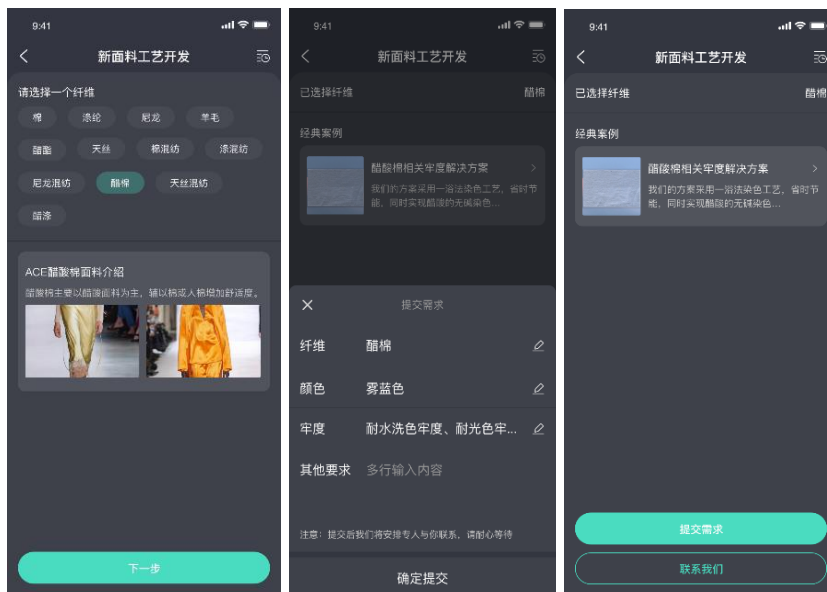 9:41
新面料工艺开发
请选择一个纤维
棉 涤纶 尼龙 羊毛
醋酯 天丝 棉混纺 涤混纺
尼龙混纺 醋棉 天丝混纺
醋涤
ACE醋酸棉面料介绍
醋酸棉主要以醋酸面料为主，辅以棉或人棉增加舒适度。
下一步
9:41
新面料工艺开发
已选择纤维 醋棉
经典案例
醋酸棉相关牢度解决方案
我们的方案采用一浴法染色工艺，省时节
能，同时实现醋酸的无碱染色...
提交需求
纤维 醋棉
颜色 雾蓝色
牢度 耐水洗色牢度、耐光色牢...
其他要求 多行输入内容
注意：提交后我们将安排专人与你联系，请耐心等待
确定提交
9:41
新面料工艺开发
已选择纤维 醋棉
经典案例
醋酸棉相关牢度解决方案
我们的方案采用一浴法染色工艺，省时节
能，同时实现醋酸的无碱染色...
提交需求
联系我们